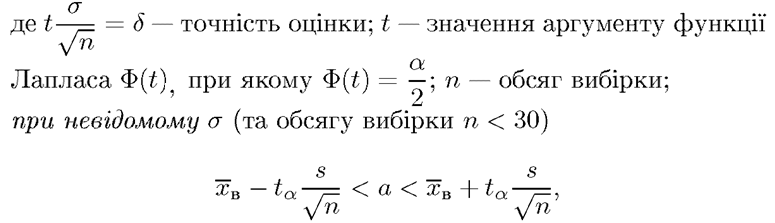 де $t\frac{\sigma}{\sqrt{n}} = \delta$ — точність оцінки; $t$ — значення аргументу функції
Лапласа $\Phi(t)$, при якому $\Phi(t) = \frac{\alpha}{2}$; $n$ — обсяг вибірки;
при невідомому $\sigma$ (та обсягу вибірки $n < 30$)
$\overline{x}_{\text{в}} - t_{\alpha}\frac{s}{\sqrt{n}} < a < \overline{x}_{\text{в}} + t_{\alpha}\frac{s}{\sqrt{n}},$